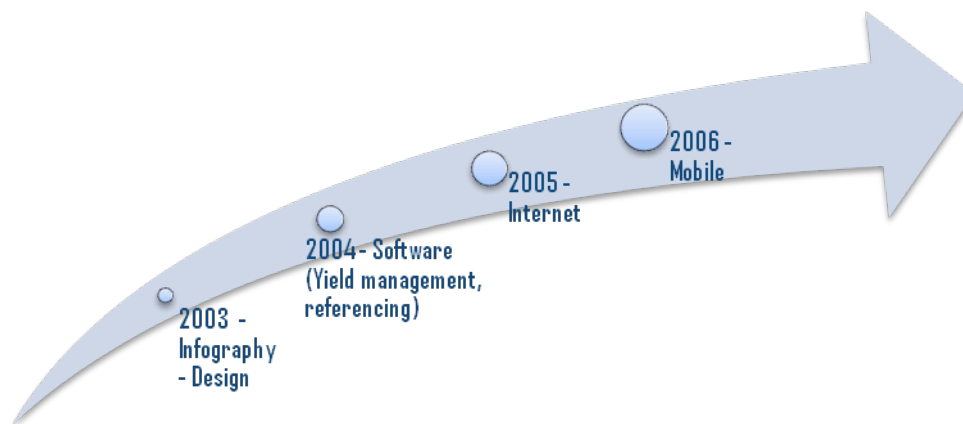 2003 -
Infography
- Design
2004 - Software
(Yield management,
referencing)
2005 -
Internet
2006 -
Mobile